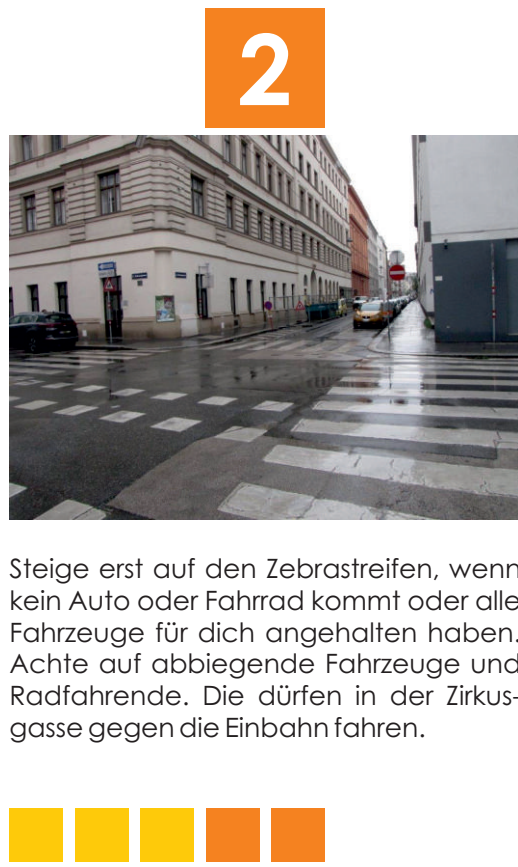 2
Steige erst auf den Zebrastreifen, wenn
kein Auto oder Fahrrad kommt oder alle
Fahrzeuge für dich angehalten haben.
Achte auf abbiegende Fahrzeuge und
Radfahrende. Die dürfen in der Zirkus-
gasse gegen die Einbahn fahren.